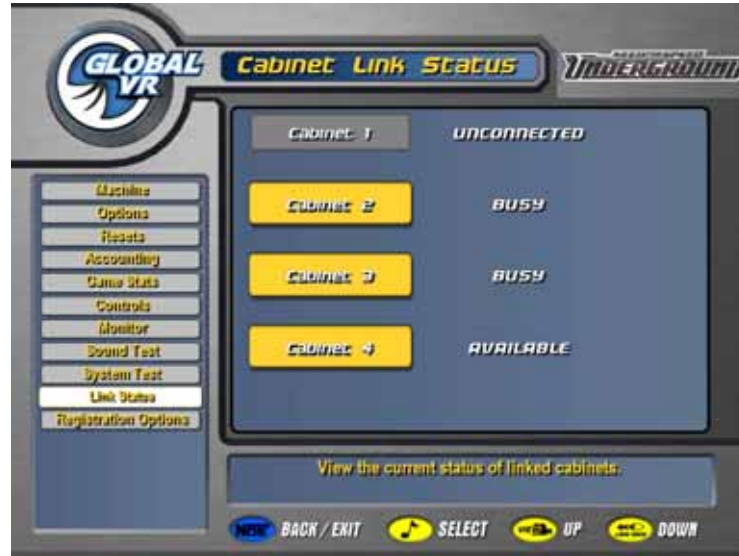 GLOBAL
VR
Cabinet Link Status
UNDERGROUND
Cabinet 1 UNCONNECTED
Cabinet 2 BUSY
Cabinet 3 BUSY
Cabinet 4 AVAILABLE
Machine
Options
Resets
Accounting
Game Stats
Controls
Monitor
Sound Test
System Test
Link Status
Registration Options
View the current status of linked cabinets.
BACK / EXIT SELECT UP DOWN